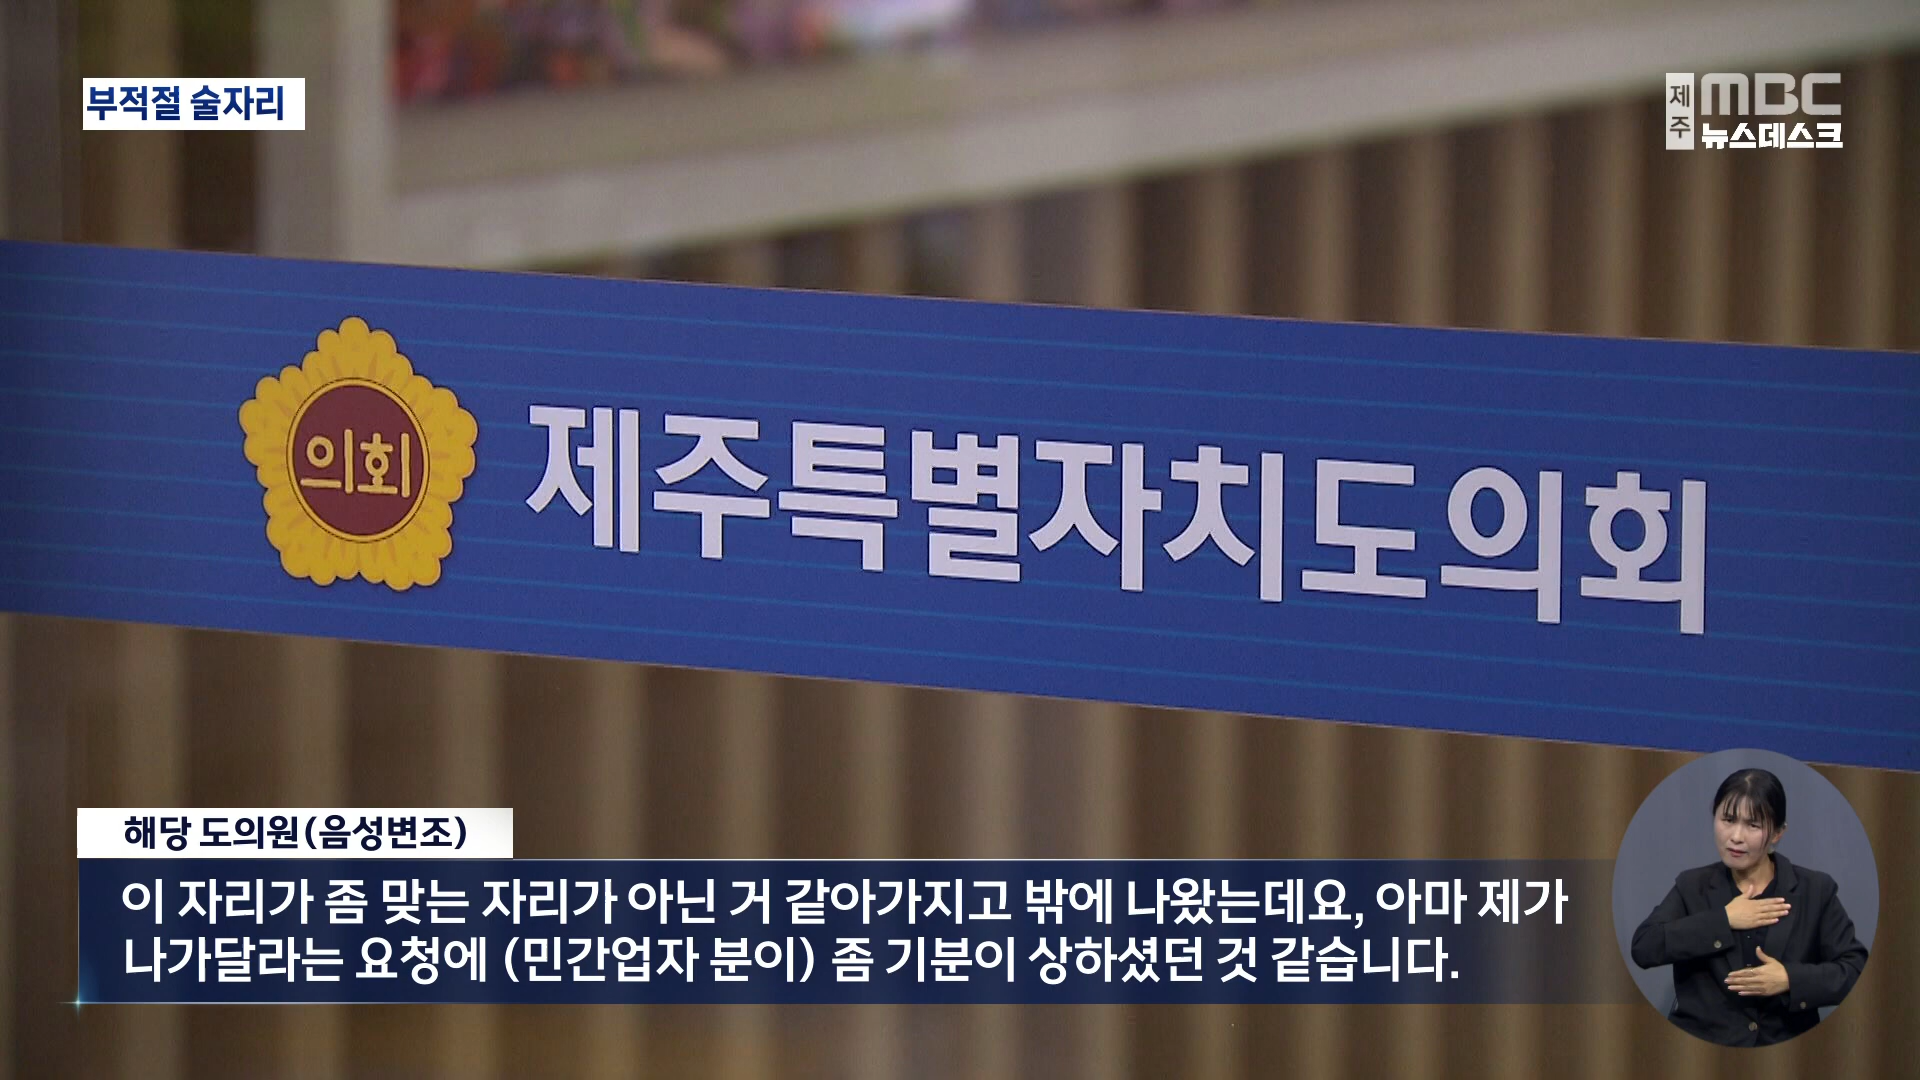 부적절 술자리
제주
MBC
뉴스데스크
의회
제주특별자치도의회
해당 도의원(음성변조)
이 자리가 좀 맞는 자리가 아닌 거 같아가지고 밖에 나왔는데요, 아마 제가
나가달라는 요청에 (민간업자 분이) 좀 기분이 상하셨던 것 같습니다.